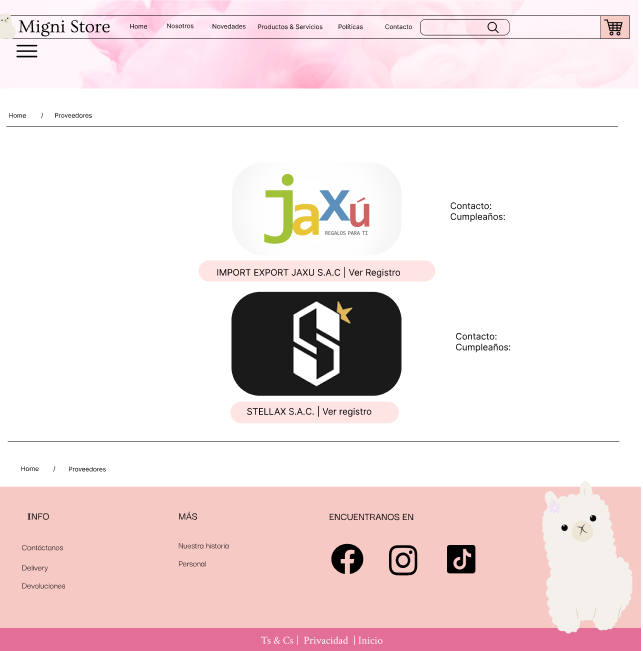 Migni Store
Home Nosotros Novedades Productos & Servicios Políticas Contacto
Home / Proveedores
jaxú
REGALOS PARA TI
Contacto:
Cumpleaños:
IMPORT EXPORT JAXU S.A.C | Ver Registro
Contacto:
Cumpleaños:
STELLAX S.A.C. | Ver registro
Home / Proveedores
INFO
Contáctanos
Delivery
Devoluciones
MÁS
Nuestra historia
Personal
ENCUENTRANOS EN
Ts & Cs | Privacidad | Inicio